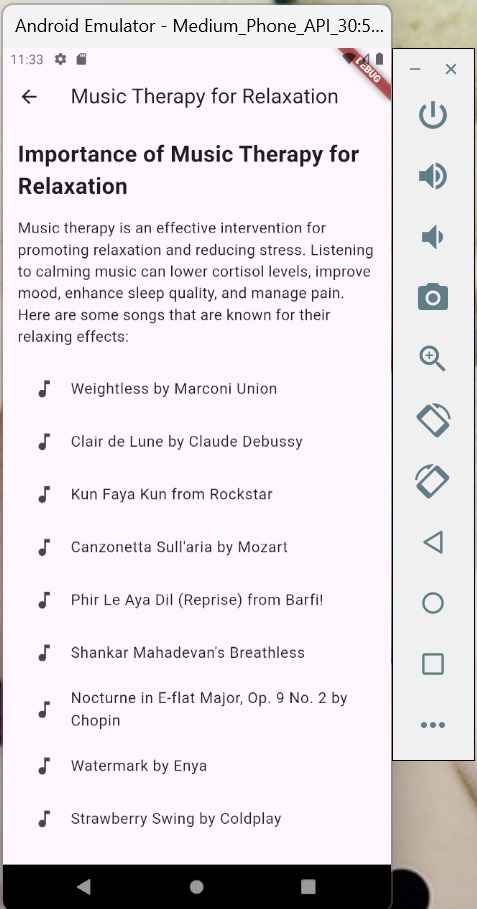 Android Emulator - Medium_Phone_API_30:5...
11:33
DEBUG
Music Therapy for Relaxation
Importance of Music Therapy for
Relaxation
Music therapy is an effective intervention for
promoting relaxation and reducing stress. Listening
to calming music can lower cortisol levels, improve
mood, enhance sleep quality, and manage pain.
Here are some songs that are known for their
relaxing effects:
Weightless by Marconi Union
Clair de Lune by Claude Debussy
Kun Faya Kun from Rockstar
Canzonetta Sull'aria by Mozart
Phir Le Aya Dil (Reprise) from Barfi!
Shankar Mahadevan's Breathless
Nocturne in E-flat Major, Op. 9 No. 2 by
Chopin
Watermark by Enya
Strawberry Swing by Coldplay